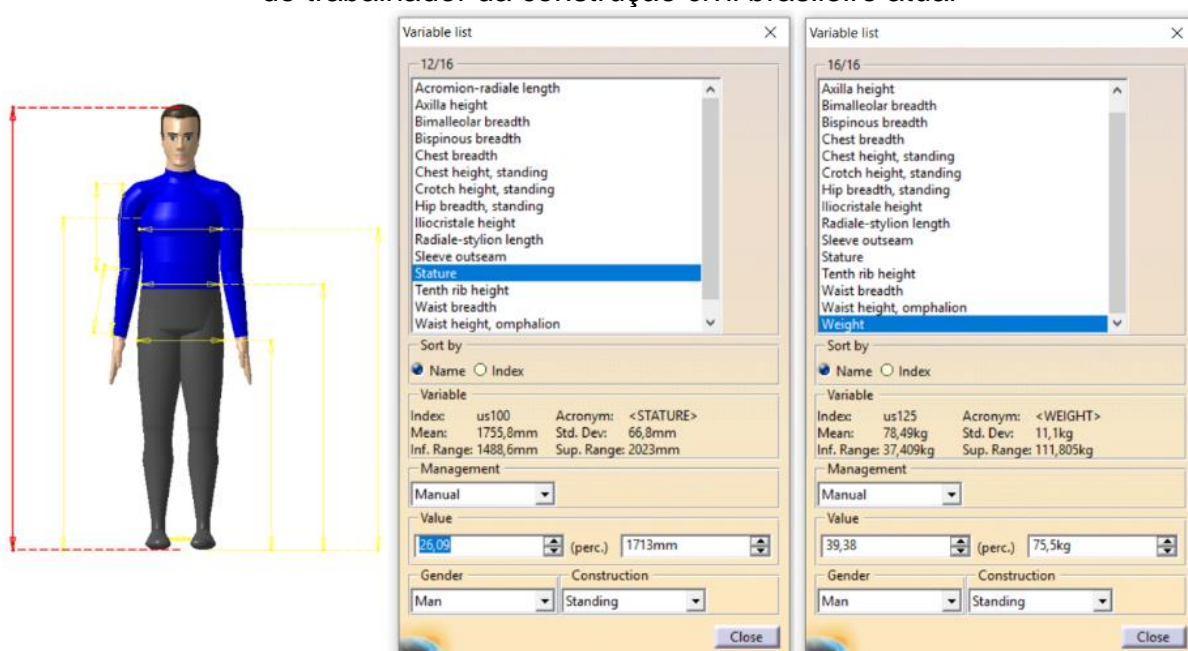 do trabalhador da construção civil brasileiro atual
Variable list
12/16
Acromion-radiale length
Axilla height
Bimalleolar breadth
Bispinous breadth
Chest breadth
Chest height, standing
Crotch height, standing
Hip breadth, standing
Iliocristale height
Radiale-stylion length
Sleeve outseam
Stature
Tenth rib height
Waist breadth
Waist height, omphalion
Sort by
Name Index
Variable
Index: us100 Acronym: <STATURE>
Mean: 1755,8mm Std. Dev: 66,8mm
Inf. Range: 1488,6mm Sup. Range: 2023mm
Management
Manual
Value
26,09 (perc.) 1713mm
Gender Construction
Man Standing
Close
Variable list
16/16
Axilla height
Bimalleolar breadth
Bispinous breadth
Chest breadth
Chest height, standing
Crotch height, standing
Hip breadth, standing
Iliocristale height
Radiale-stylion length
Sleeve outseam
Stature
Tenth rib height
Waist breadth
Waist height, omphalion
Weight
Sort by
Name Index
Variable
Index: us125 Acronym: <WEIGHT>
Mean: 78,49kg Std. Dev: 11,1kg
Inf. Range: 37,409kg Sup. Range: 111,805kg
Management
Manual
Value
39,38 (perc.) 75,5kg
Gender Construction
Man Standing
Close